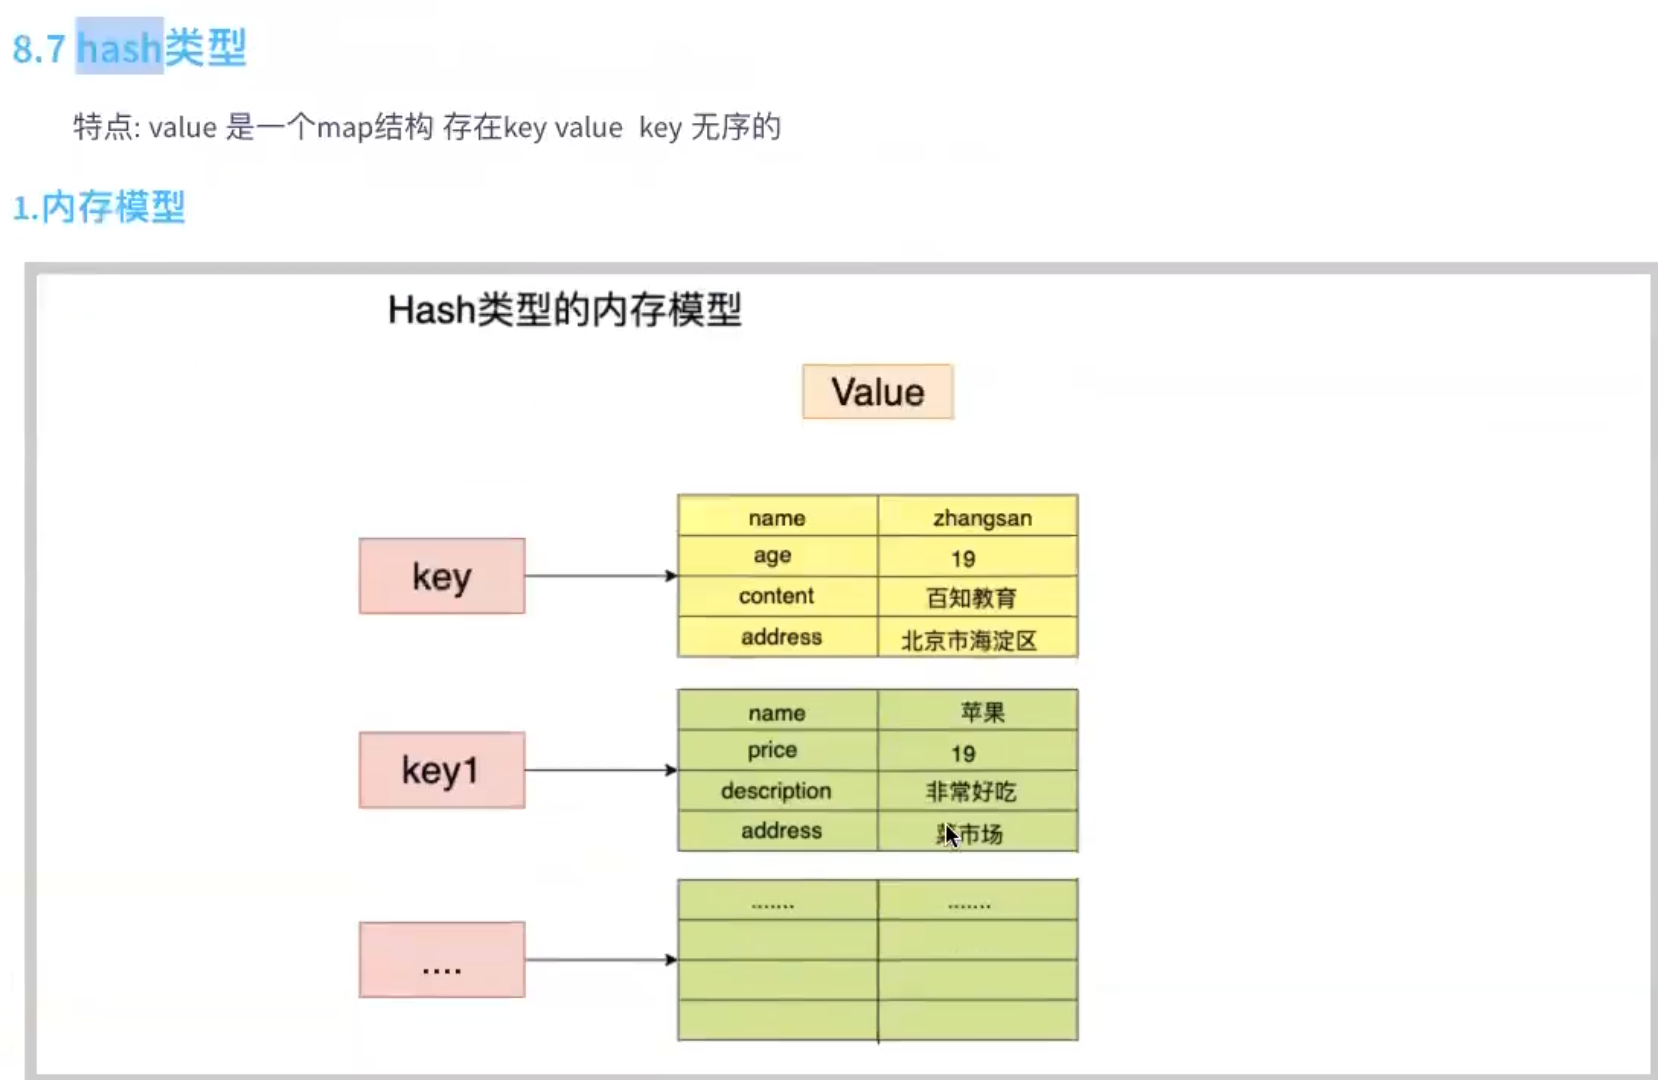 8.7 hash类型
特点: value 是一个map结构 存在key value  key 无序的
1.内存模型
Hash类型的内存模型
Value
key
name zhangsan
age 19
content 百知教育
address 北京市海淀区
key1
name 苹果
price 19
description 非常好吃
address 市场
....
....... .......